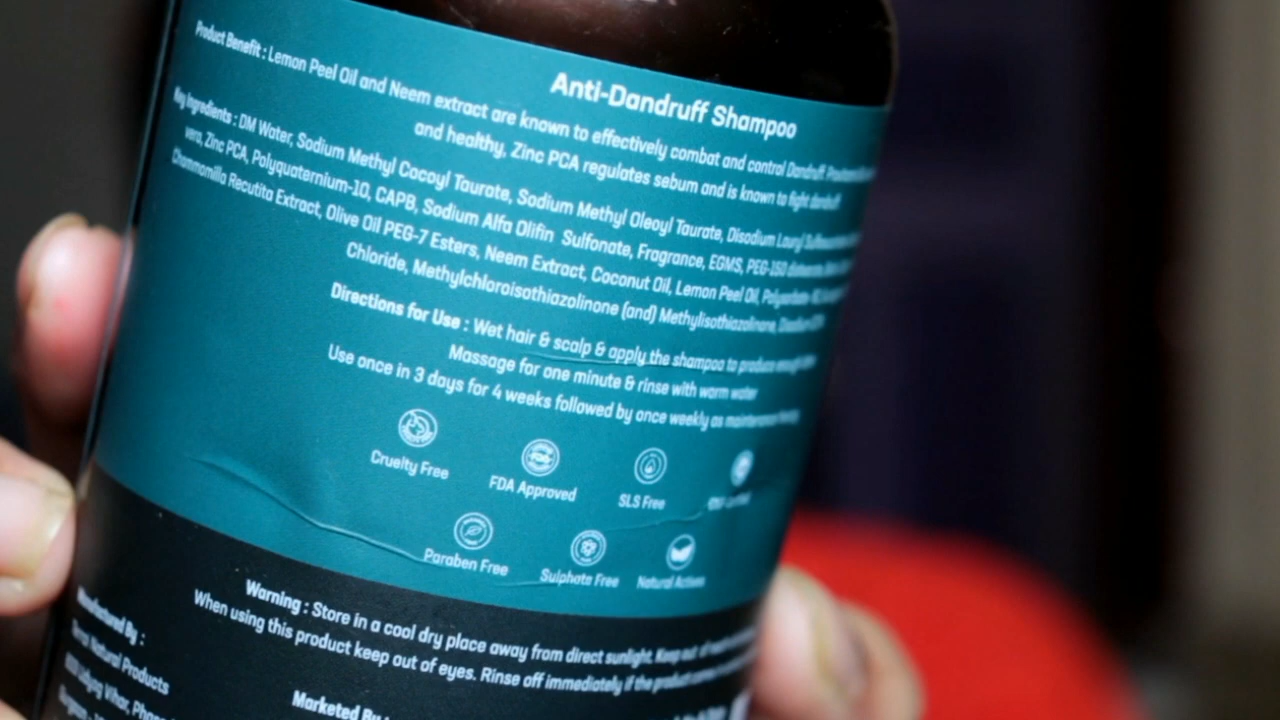 Anti-Dandruff Shampoo
Product Benefit : Lemon Peel Oil and Neem extract are known to effectively combat and control Dandruff.
and healthy, Zinc PCA regulates sebum and is known to fight dandruff
Key Ingredients : DM Water, Sodium Methyl Cocoyl Taurate, Sodium Methyl Oleoyl Taurate, Disodium Lauryl
vera, Zinc PCA, Polyquaternium-10, CAPB, Sodium Alfa Olifin Sulfonate, Fragrance, EGMS, PEG-150
Chammomilla Recutita Extract, Olive Oil PEG-7 Esters, Neem Extract, Coconut Oil, Lemon Peel Oil,
Chloride, Methylchloroisothiazolinone (and) Methylisothiazolinone,
Directions for Use : Wet hair & scalp & apply the shampoo to produce enough
Massage for one minute & rinse with warm water
Use once in 3 days for 4 weeks followed by once weekly as maintenance
Cruelty Free
FDA Approved
SLS Free
Paraben Free
Sulphate Free
Natural Actives
Warning : Store in a cool dry place away from direct sunlight. Keep out of
When using this product keep out of eyes. Rinse off immediately if the product
Manufactured By :
Natural Products
Vihar,
Marketed